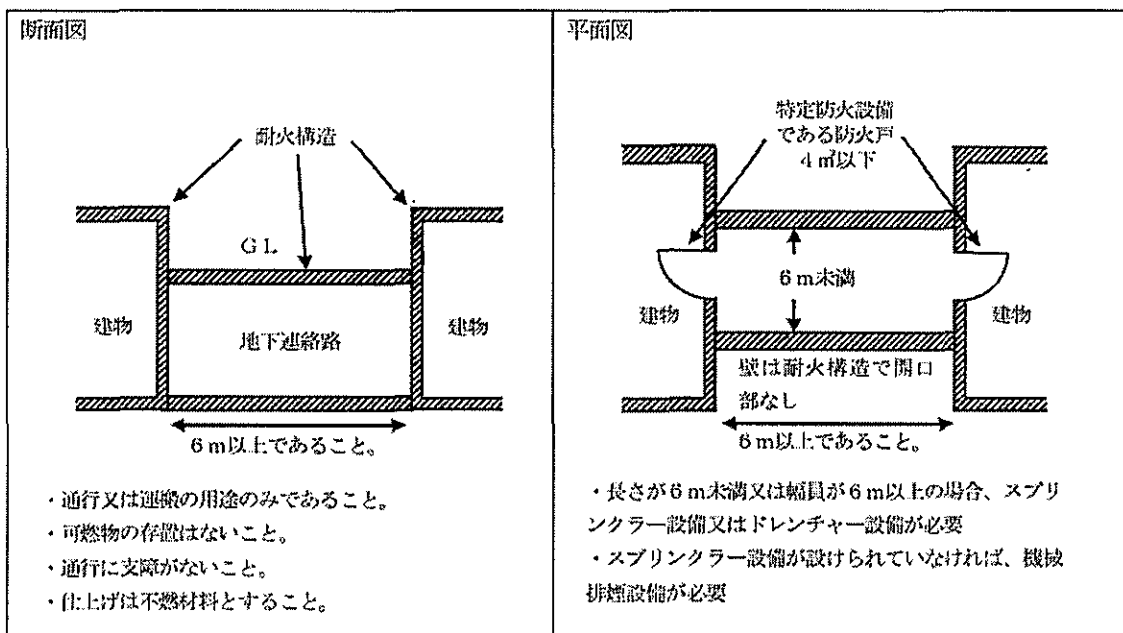 断面図
耐火構造
GL
建物
地下連絡路
建物
6m以上であること。
・通行又は運搬の用途のみであること。
・可燃物の存置はないこと。
・通行に支障がないこと。
・仕上げは不燃材料とすること。
平面図
特定防火設備
である防火戸
4㎡以下
6m未満
建物
建物
壁は耐火構造で開口
部なし
6m以上であること。
・長さが6m未満又は幅員が6m以上の場合、スプリ
ンクラー設備又はドレンチャー設備が必要
・スプリンクラー設備が設けられていなければ、機械
排煙設備が必要